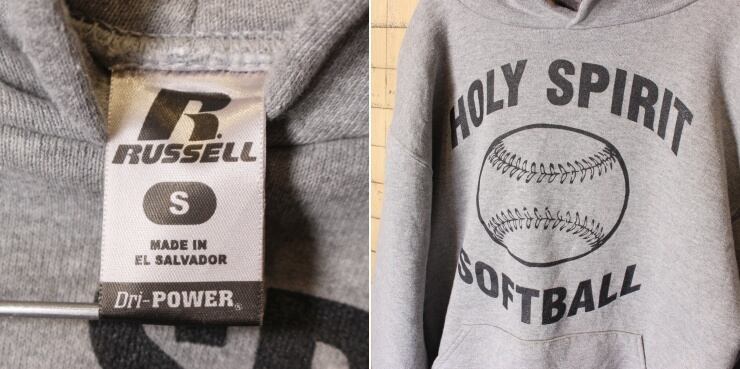 RUSSELL
S
MADE IN
EL SALVADOR
Dri-POWER®
HOLY SPIRIT
SOFTBALL